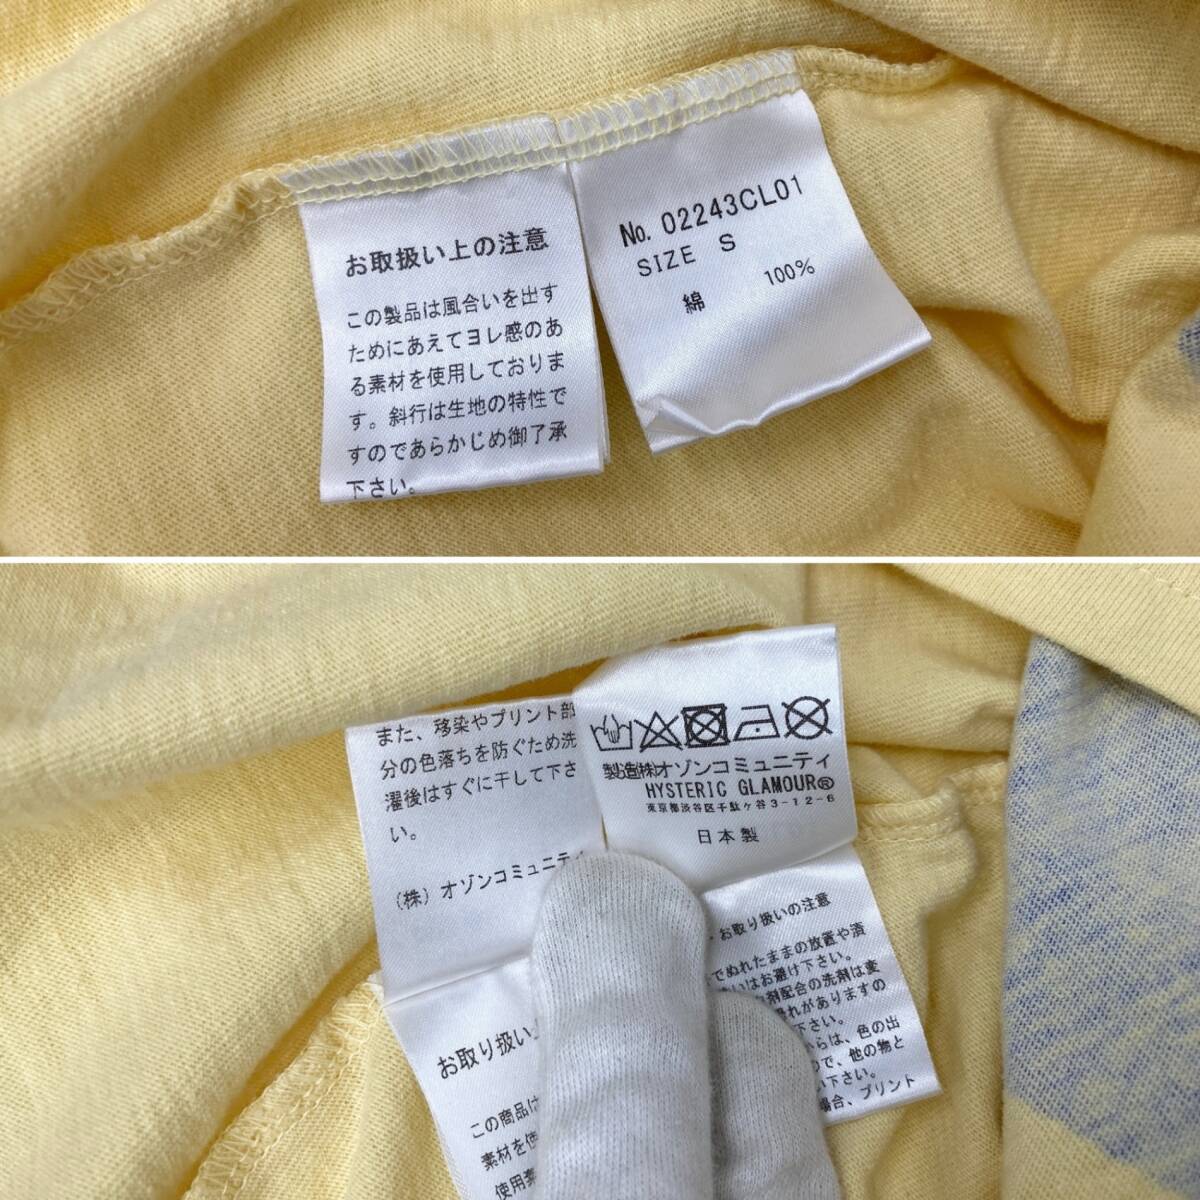 お取扱い上の注意
この製品は風合いを出す
ためにあえてヨレ感のあ
る素材を使用しておりま
す。斜行は生地の特性で
すのであらかじめ御了承
下さい。
No. 02243CL01
SIZE S
綿 100%
また、移染やプリント部
分の色落ちを防ぐため洗
濯後はすぐに干して下さ
い。
(株) オゾンコミュニティ
製造㈱オゾンコミュニティ
HYSTERIC GLAMOUR®
東京都渋谷区千駄ヶ谷3-12-6
日本製
お取り扱いの注意
でぬれたままの放置や漬
いはお避け下さい。
剤配合の洗剤は変
れがありますの
下さい。
らは、色の出
ので、他の物と
い下さい。
場合、プリント
お取り扱い
この商品は
素材を使
使用素